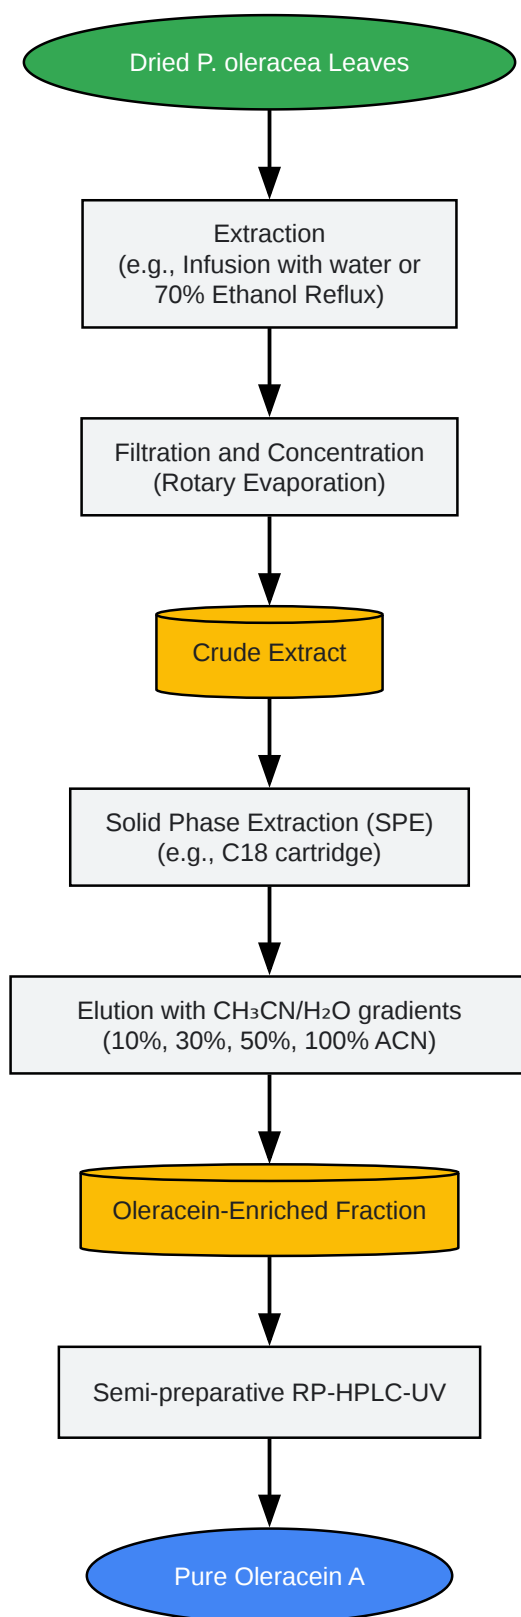 Dried P. oleracea Leaves
Extraction
(e.g., Infusion with water or
70% Ethanol Reflux)
Filtration and Concentration
(Rotary Evaporation)
Crude Extract
Solid Phase Extraction (SPE)
(e.g., C18 cartridge)
Elution with CH₃CN/H₂O gradients
(10%, 30%, 50%, 100% ACN)
Oleracein-Enriched Fraction
Semi-preparative RP-HPLC-UV
Pure Oleracein A